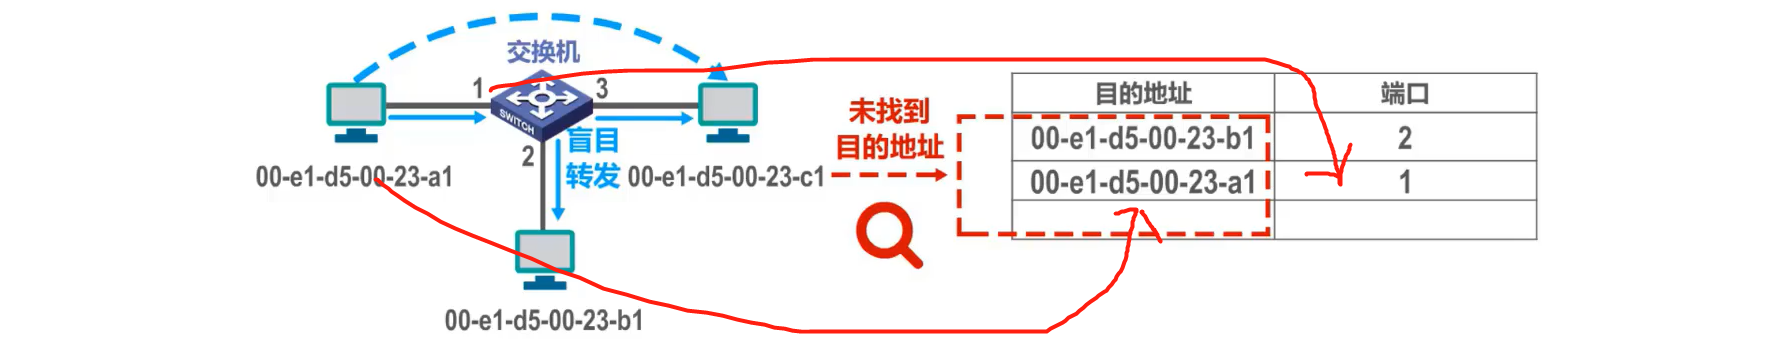 交换机
1
3
SWITCH
2
盲目
转发
00-e1-d5-00-23-a1
00-e1-d5-00-23-c1
00-e1-d5-00-23-b1
未找到
目的地址
目的地址 端口
00-e1-d5-00-23-b1 2
00-e1-d5-00-23-a1 1